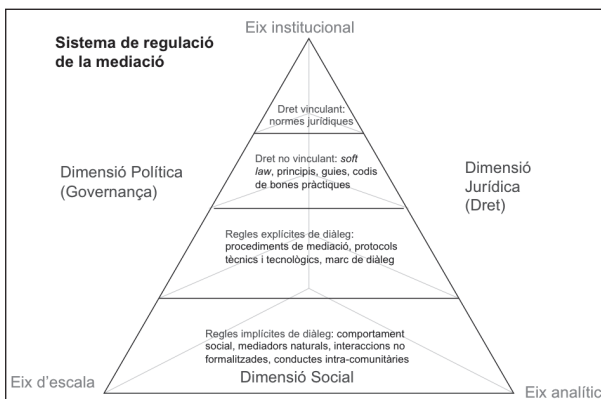 Eix institucional
Sistema de regulació
de la mediació
Dret vinculant:
normes jurídiques
Dret no vinculant: soft
law, principis, guies, codis
de bones pràctiques
Dimensió Política
(Governança)
Dimensió
Jurídica
(Dret)
Regles explícites de diàleg:
procediments de mediació, protocols
tècnics i tecnològics, marc de diàleg
Regles implícites de diàleg: comportament
social, mediadors naturals, interaccions no
formalitzades, conductes intra-comunitàries
Dimensió Social
Eix d’escala
Eix analític